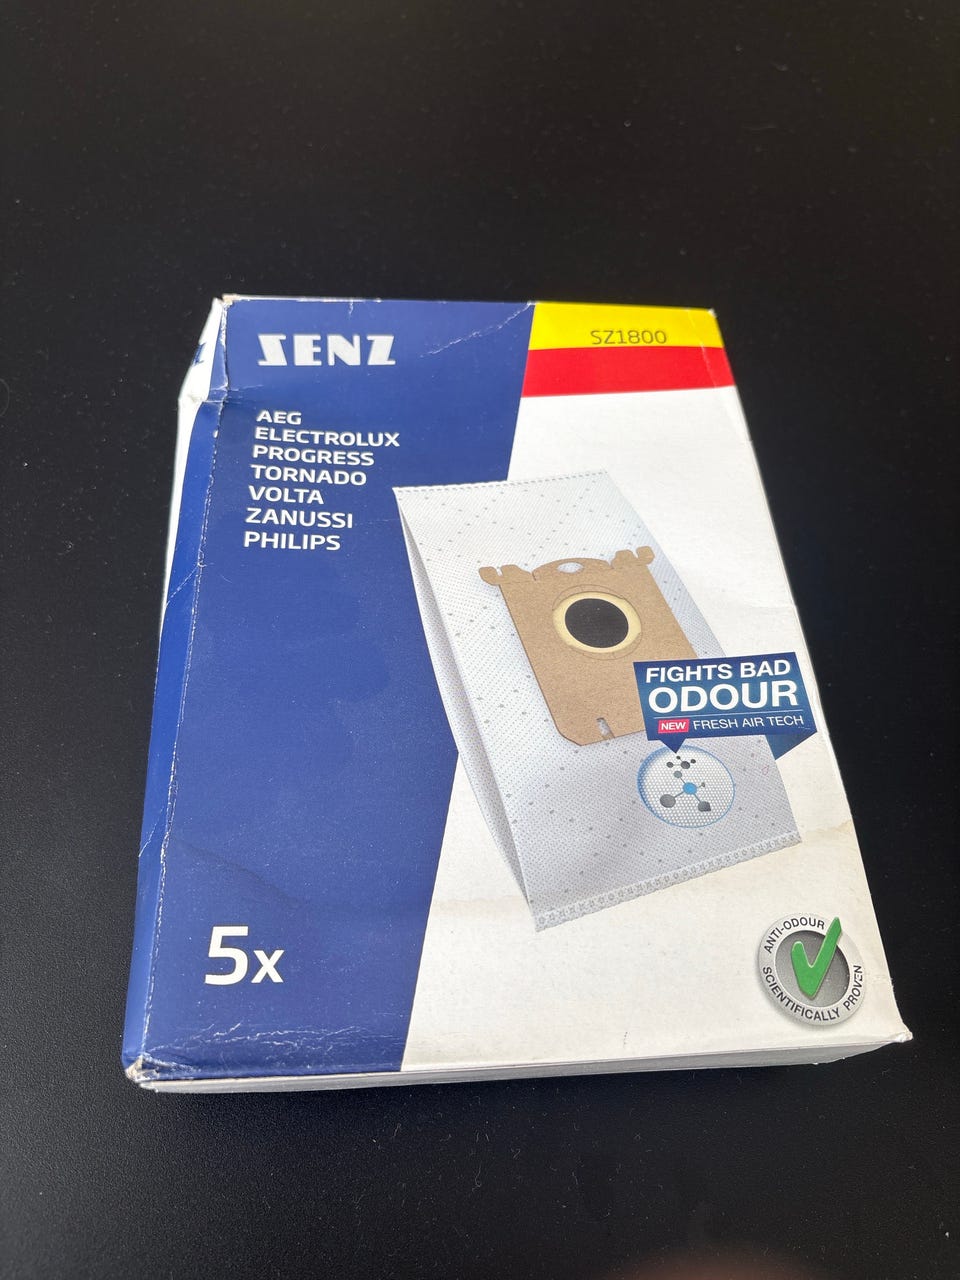 SENZ
SZ1800
AEG
ELECTROLUX
PROGRESS
TORNADO
VOLTA
ZANUSSI
PHILIPS
FIGHTS BAD
ODOUR
NEW FRESH AIR TECH
5x
ANTI-ODOUR
SCIENTIFICALLY PROVEN